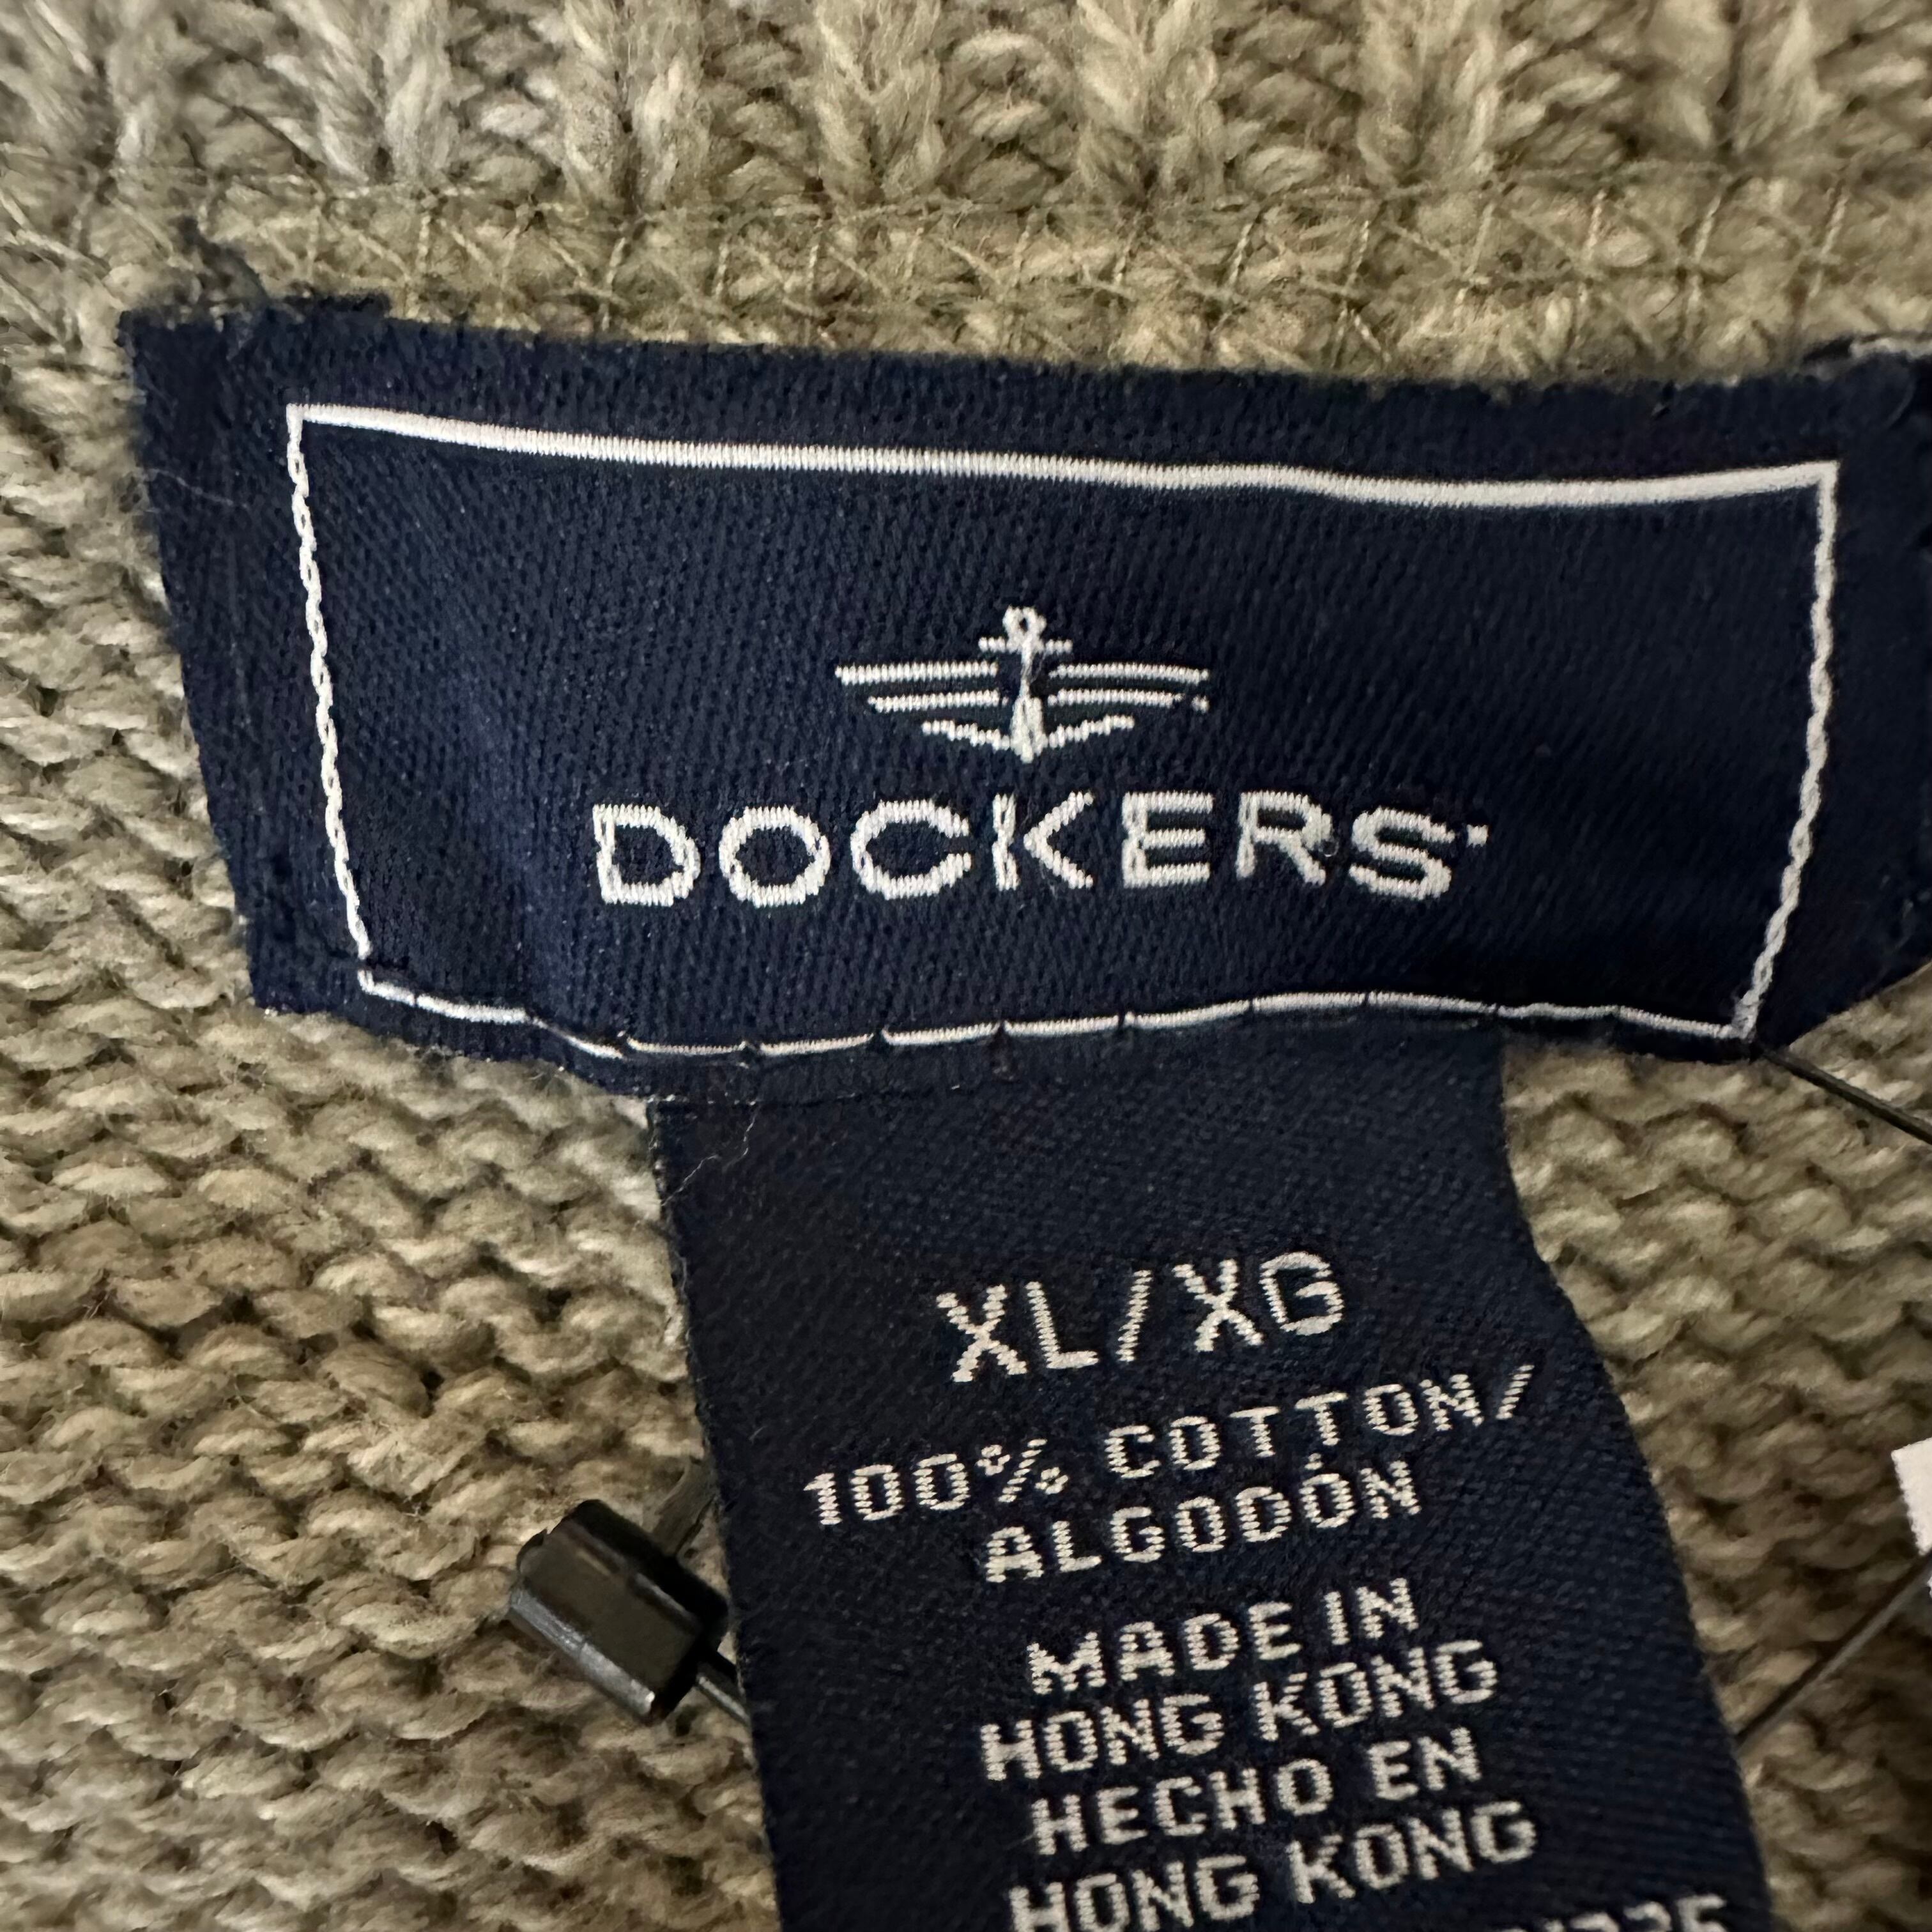 DOCKERS
XL/XG
100% COTTON/
ALGODÓN
MADE IN
HONG KONG
HECHO EN
HONG KONG